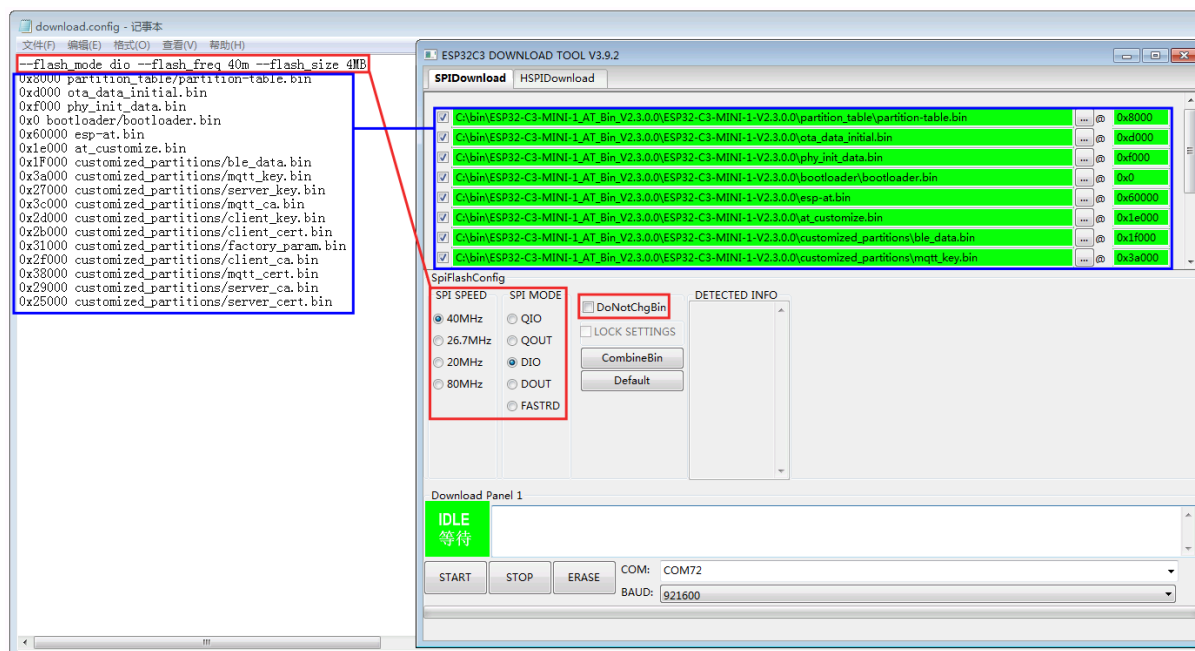 download.config - 记事本
文件(F) 编辑(E) 格式(O) 查看(V) 帮助(H)
--flash_mode dio --flash_freq 40m --flash_size 4MB
0x8000 partition_table/partition-table.bin
0xd000 ota_data_initial.bin
0xf000 phy_init_data.bin
0x0 bootloader/bootloader.bin
0x60000 esp-at.bin
0x1e000 at_customize.bin
0x1F000 customized_partitions/ble_data.bin
0x3a000 customized_partitions/mqtt_key.bin
0x27000 customized_partitions/server_key.bin
0x3c000 customized_partitions/mqtt_ca.bin
0x2d000 customized_partitions/client_key.bin
0x2b000 customized_partitions/client_cert.bin
0x31000 customized_partitions/factory_param.bin
0x2f000 customized_partitions/client_ca.bin
0x38000 customized_partitions/mqtt_cert.bin
0x29000 customized_partitions/server_ca.bin
0x25000 customized_partitions/server_cert.bin
ESP32C3 DOWNLOAD TOOL V3.9.2
SPIDownload HSPIDownload
C:\bin\ESP32-C3-MINI-1_AT_Bin_V2.3.0.0\ESP32-C3-MINI-1-V2.3.0.0\partition_table\partition-table.bin ... @ 0x8000
C:\bin\ESP32-C3-MINI-1_AT_Bin_V2.3.0.0\ESP32-C3-MINI-1-V2.3.0.0\ota_data_initial.bin ... @ 0xd000
C:\bin\ESP32-C3-MINI-1_AT_Bin_V2.3.0.0\ESP32-C3-MINI-1-V2.3.0.0\phy_init_data.bin ... @ 0xf000
C:\bin\ESP32-C3-MINI-1_AT_Bin_V2.3.0.0\ESP32-C3-MINI-1-V2.3.0.0\bootloader\bootloader.bin ... @ 0x0
C:\bin\ESP32-C3-MINI-1_AT_Bin_V2.3.0.0\ESP32-C3-MINI-1-V2.3.0.0\esp-at.bin ... @ 0x60000
C:\bin\ESP32-C3-MINI-1_AT_Bin_V2.3.0.0\ESP32-C3-MINI-1-V2.3.0.0\at_customize.bin ... @ 0x1e000
C:\bin\ESP32-C3-MINI-1_AT_Bin_V2.3.0.0\ESP32-C3-MINI-1-V2.3.0.0\customized_partitions\ble_data.bin ... @ 0x1f000
C:\bin\ESP32-C3-MINI-1_AT_Bin_V2.3.0.0\ESP32-C3-MINI-1-V2.3.0.0\customized_partitions\mqtt_key.bin ... @ 0x3a000
SpiFlashConfig
SPI SPEED SPI MODE DETECTED INFO
DoNotChgBin
40MHz QIO
LOCK SETTINGS
26.7MHz QOUT
20MHz DIO CombineBin
80MHz DOUT Default
FASTRD
Download Panel 1
IDLE
等待
START STOP ERASE COM: COM72
BAUD: 921600